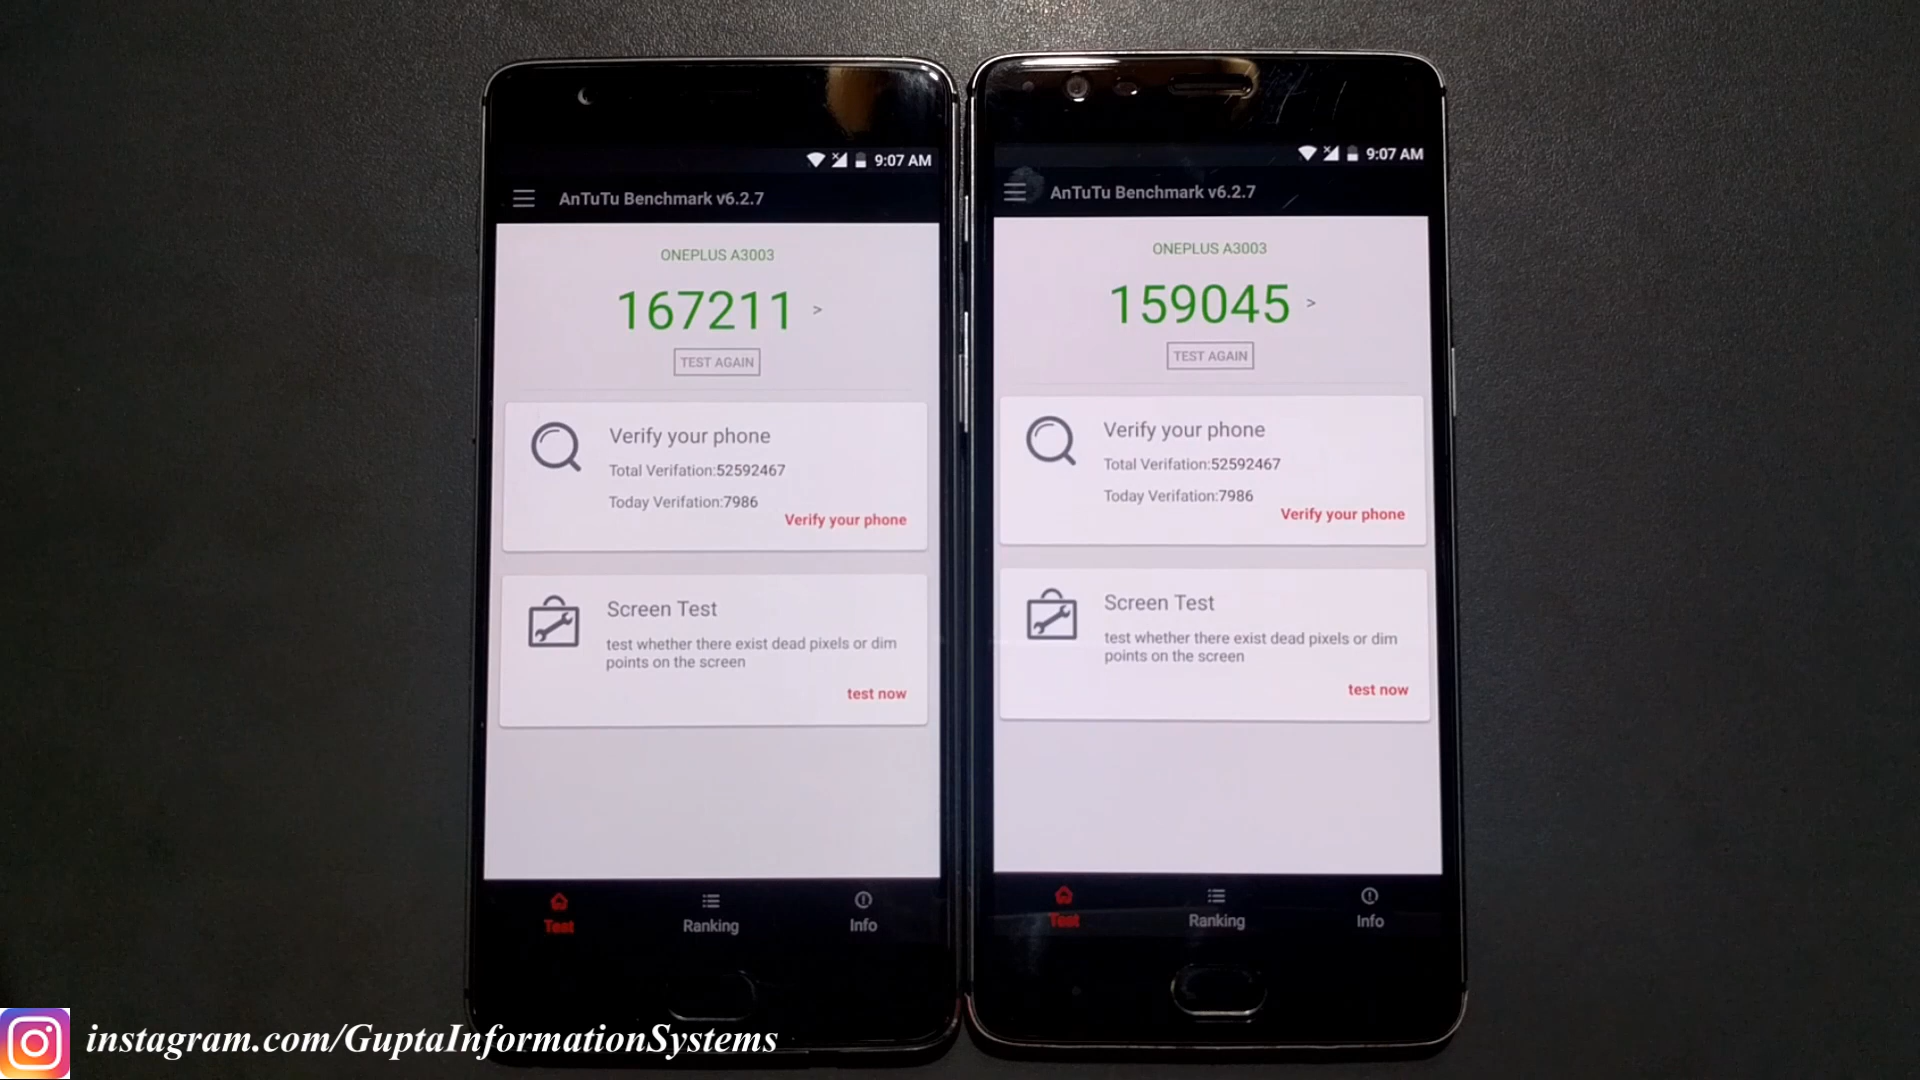 9:07 AM
AnTuTu Benchmark v6.2.7
ONEPLUS A3003
167211 >
TEST AGAIN
Verify your phone
Total Verifation:52592467
Today Verifation:7986
Verify your phone
Screen Test
test whether there exist dead pixels or dim
points on the screen
test now
Test
Ranking
Info
9:07 AM
AnTuTu Benchmark v6.2.7
ONEPLUS A3003
159045 >
TEST AGAIN
Verify your phone
Total Verifation:52592467
Today Verifation:7986
Verify your phone
Screen Test
test whether there exist dead pixels or dim
points on the screen
test now
Test
Ranking
Info
instagram.com/GuptaInformationSystems